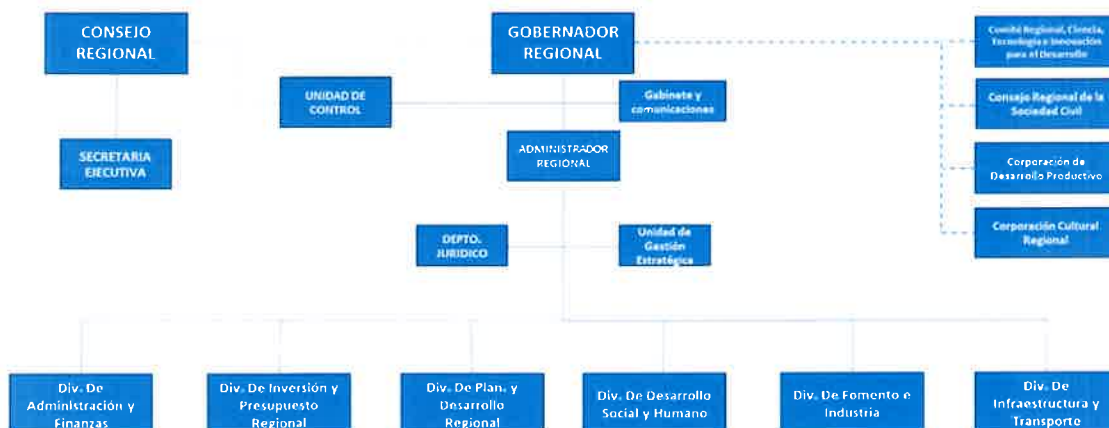 CONSEJO
REGIONAL
GOBERNADOR
REGIONAL
Comité Regional, Ciencia,
Tecnología e Innovación
para el Desarrollo
UNIDAD DE
CONTROL
Gabinete y
comunicaciones
Consejo Regional de la
Sociedad Civil
SECRETARIA
EJECUTIVA
ADMINISTRADOR
REGIONAL
Corporación de
Desarrollo Productivo
DEPTO.
JURIDICO
Unidad de
Gestión
Estratégica
Corporación Cultural
Regional
Div. De
Administración y
Finanzas
Div. De Inversión y
Presupuesto
Regional
Div. De Plan. y
Desarrollo
Regional
Div. De Desarrollo
Social y Humano
Div. De Fomento e
Industria
Div. De
Infraestructura y
Transporte